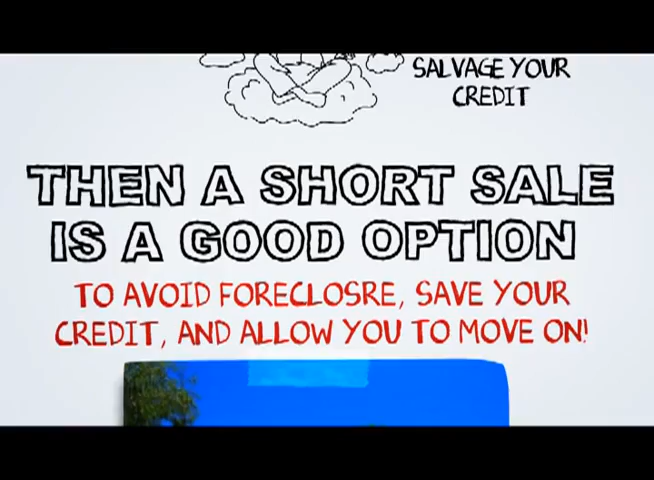 SALVAGE YOUR
CREDIT
THEN A SHORT SALE
IS A GOOD OPTION
TO AVOID FORECLOSRE, SAVE YOUR
CREDIT, AND ALLOW YOU TO MOVE ON!